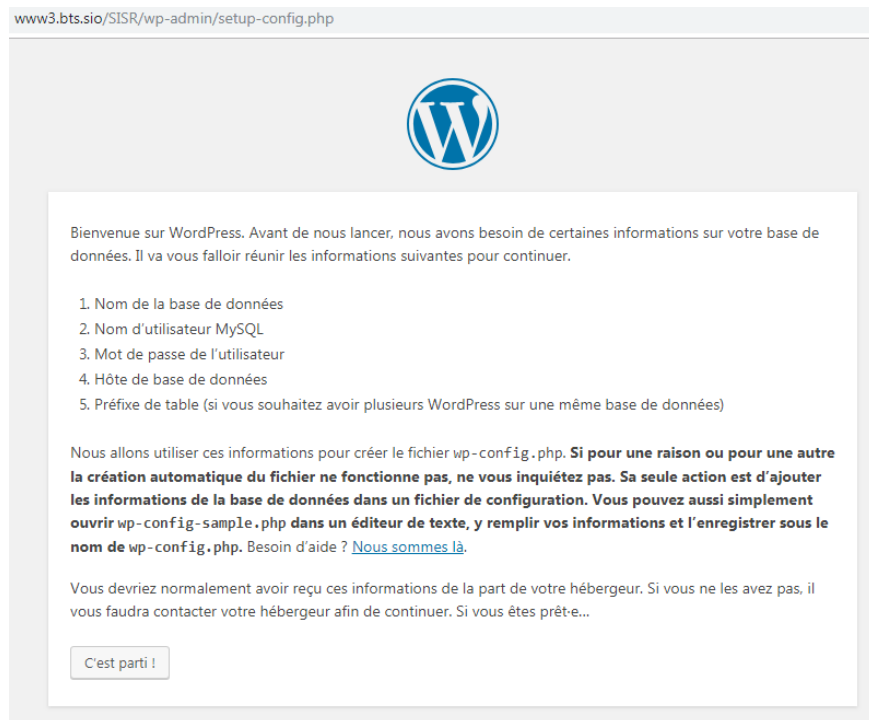 www3.bts.sio/SISR/wp-admin/setup-config.php
W
Bienvenue sur WordPress. Avant de nous lancer, nous avons besoin de certaines informations sur votre base de
données. Il va vous falloir réunir les informations suivantes pour continuer.
1. Nom de la base de données
2. Nom d’utilisateur MySQL
3. Mot de passe de l’utilisateur
4. Hôte de base de données
5. Préfixe de table (si vous souhaitez avoir plusieurs WordPress sur une même base de données)
Nous allons utiliser ces informations pour créer le fichier wp-config.php. Si pour une raison ou pour une autre
la création automatique du fichier ne fonctionne pas, ne vous inquiétez pas. Sa seule action est d’ajouter
les informations de la base de données dans un fichier de configuration. Vous pouvez aussi simplement
ouvrir wp-config-sample.php dans un éditeur de texte, y remplir vos informations et l’enregistrer sous le
nom de wp-config.php. Besoin d’aide ? Nous sommes là.
Vous devriez normalement avoir reçu ces informations de la part de votre hébergeur. Si vous ne les avez pas, il
vous faudra contacter votre hébergeur afin de continuer. Si vous êtes prêt·e…
C’est parti !